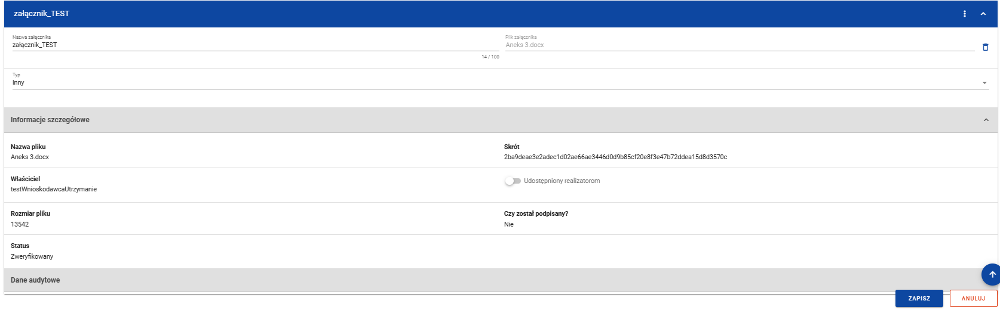 załącznik_TEST
Nazwa załącznika
załącznik_TEST
14 / 100
Plik załącznika
Aneks 3.docx
Typ
Inny
Informacje szczegółowe
Nazwa pliku
Aneks 3.docx
Skrót
2ba9deae3e2adec1d02ae66ae3446d0d9b85cf20e8f3e47b72ddea15d8d3570c
Właściciel
testWnioskodawcaUtrzymanie
Udostępniony realizatorom
Rozmiar pliku
13542
Czy został podpisany?
Nie
Status
Zweryfikowany
Dane audytowe
ZAPISZ
ANULUJ